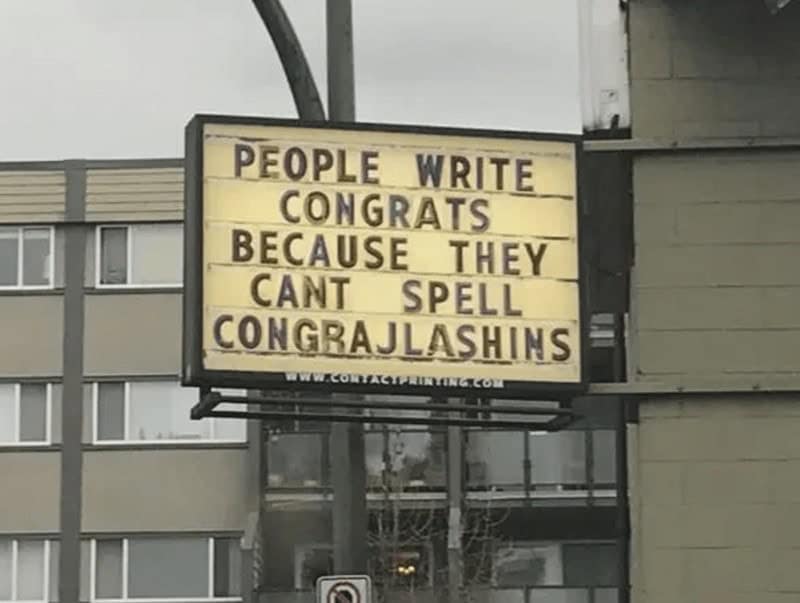 PEOPLE WRITE
CONGRATS
BECAUSE THEY
CANT SPELL
CONGRAJLASHINS
WWW.CONTACTPRINTING.COM